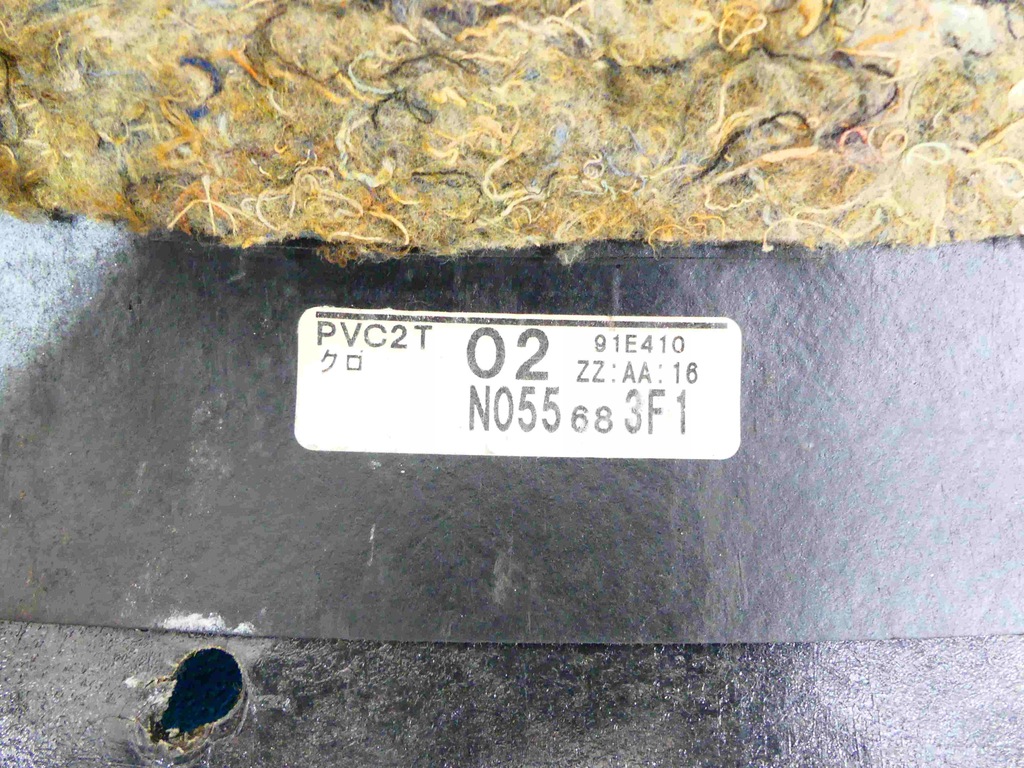 PVC2T 02 91E410
クロ ZZ:AA:16
N055 68 3F1